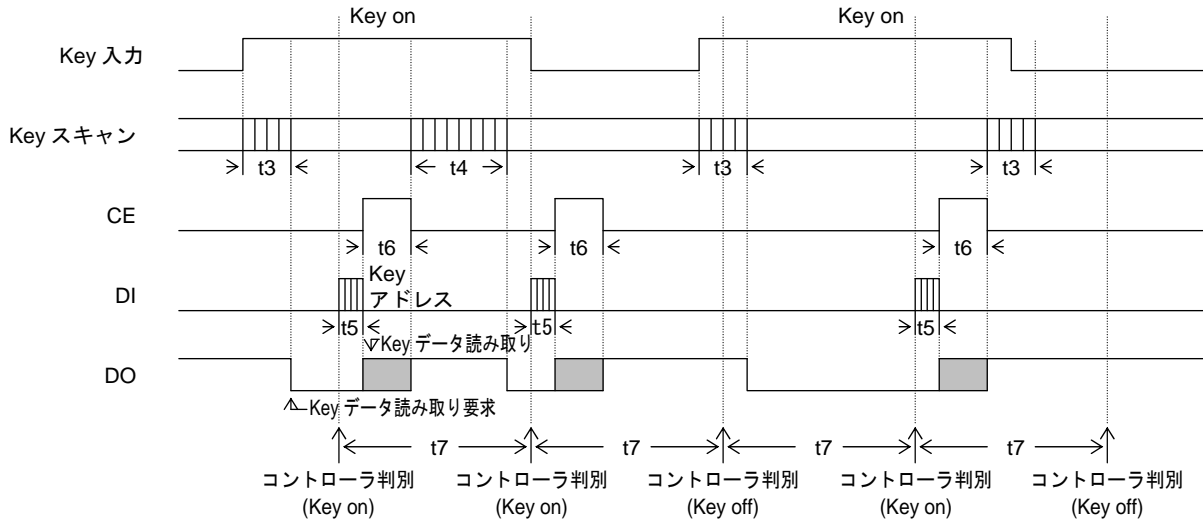 Key on Key on
Key 入力
Key スキャン
t3 t4 t3 t3
CE
t6 t6 t6
DI
Key
アドレス
t5 t5 t5
Key データ読み取り
DO
Key データ読み取り要求
t7 t7 t7 t7
コントローラ判別 コントローラ判別 コントローラ判別 コントローラ判別 コントローラ判別
(Key on) (Key on) (Key off) (Key on) (Key off)